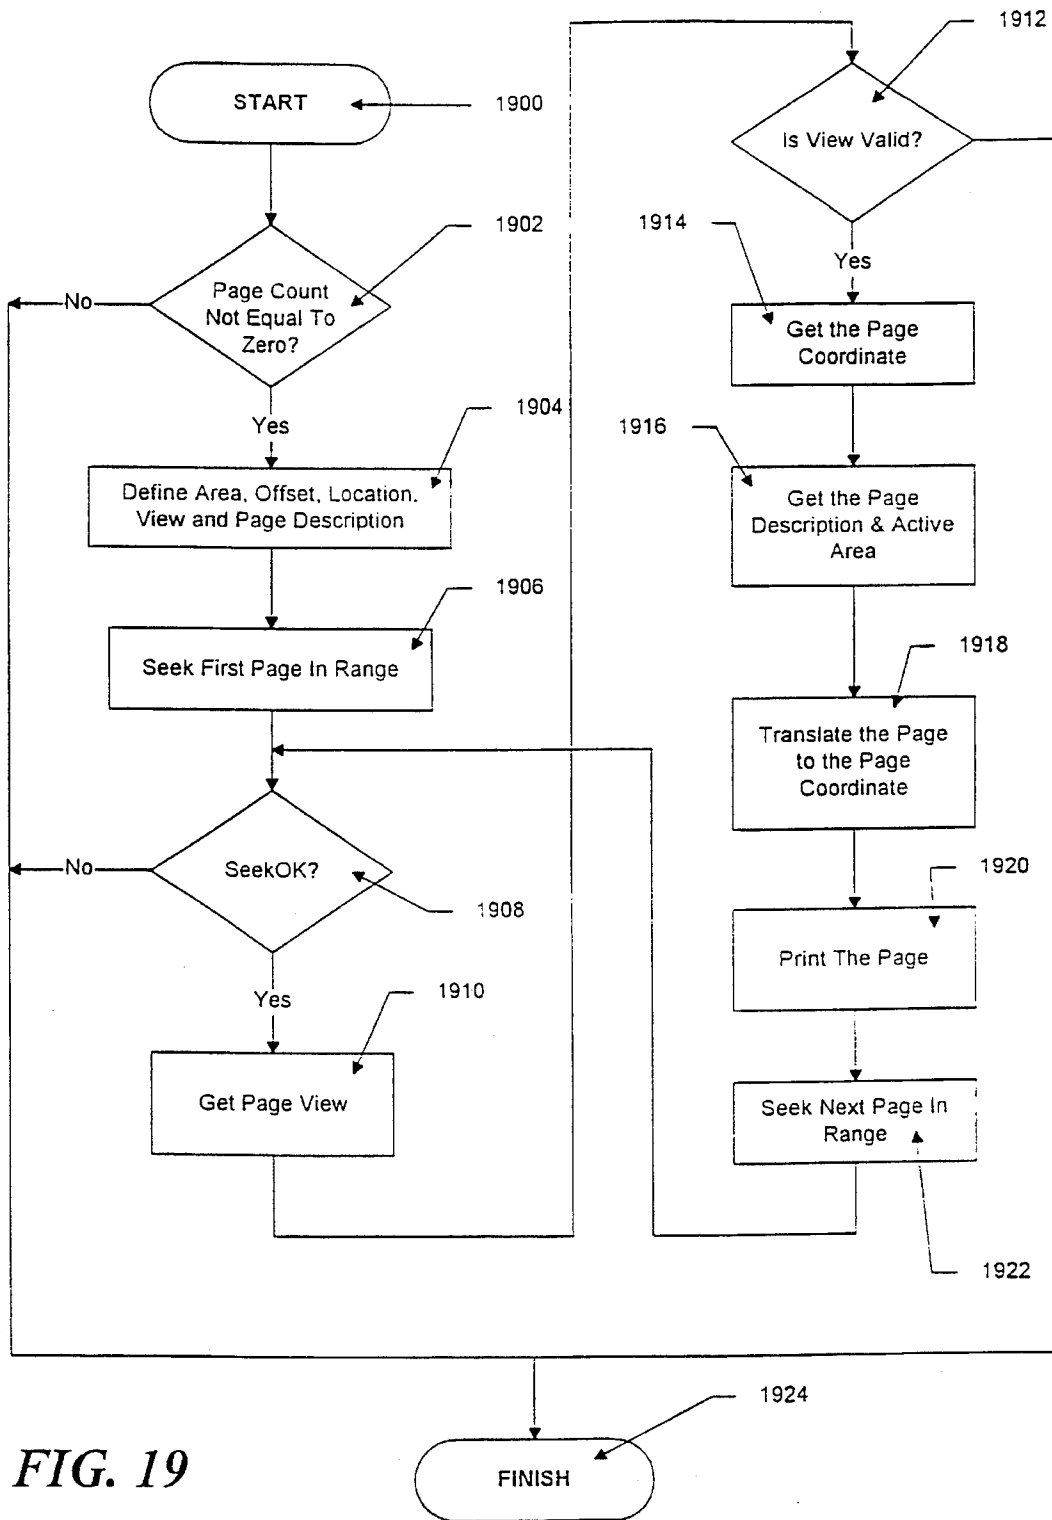 START
1900
1902
Page Count
Not Equal To
Zero?
No
Yes
1904
Define Area, Offset, Location.
View and Page Description
1906
Seek First Page In Range
SeekOK?
No
1908
Yes
1910
Get Page View
1912
Is View Valid?
1914
Yes
Get the Page
Coordinate
1916
Get the Page
Description & Active
Area
1918
Translate the Page
to the Page
Coordinate
1920
Print The Page
Seek Next Page In
Range
1922
1924
FINISH
FIG. 19